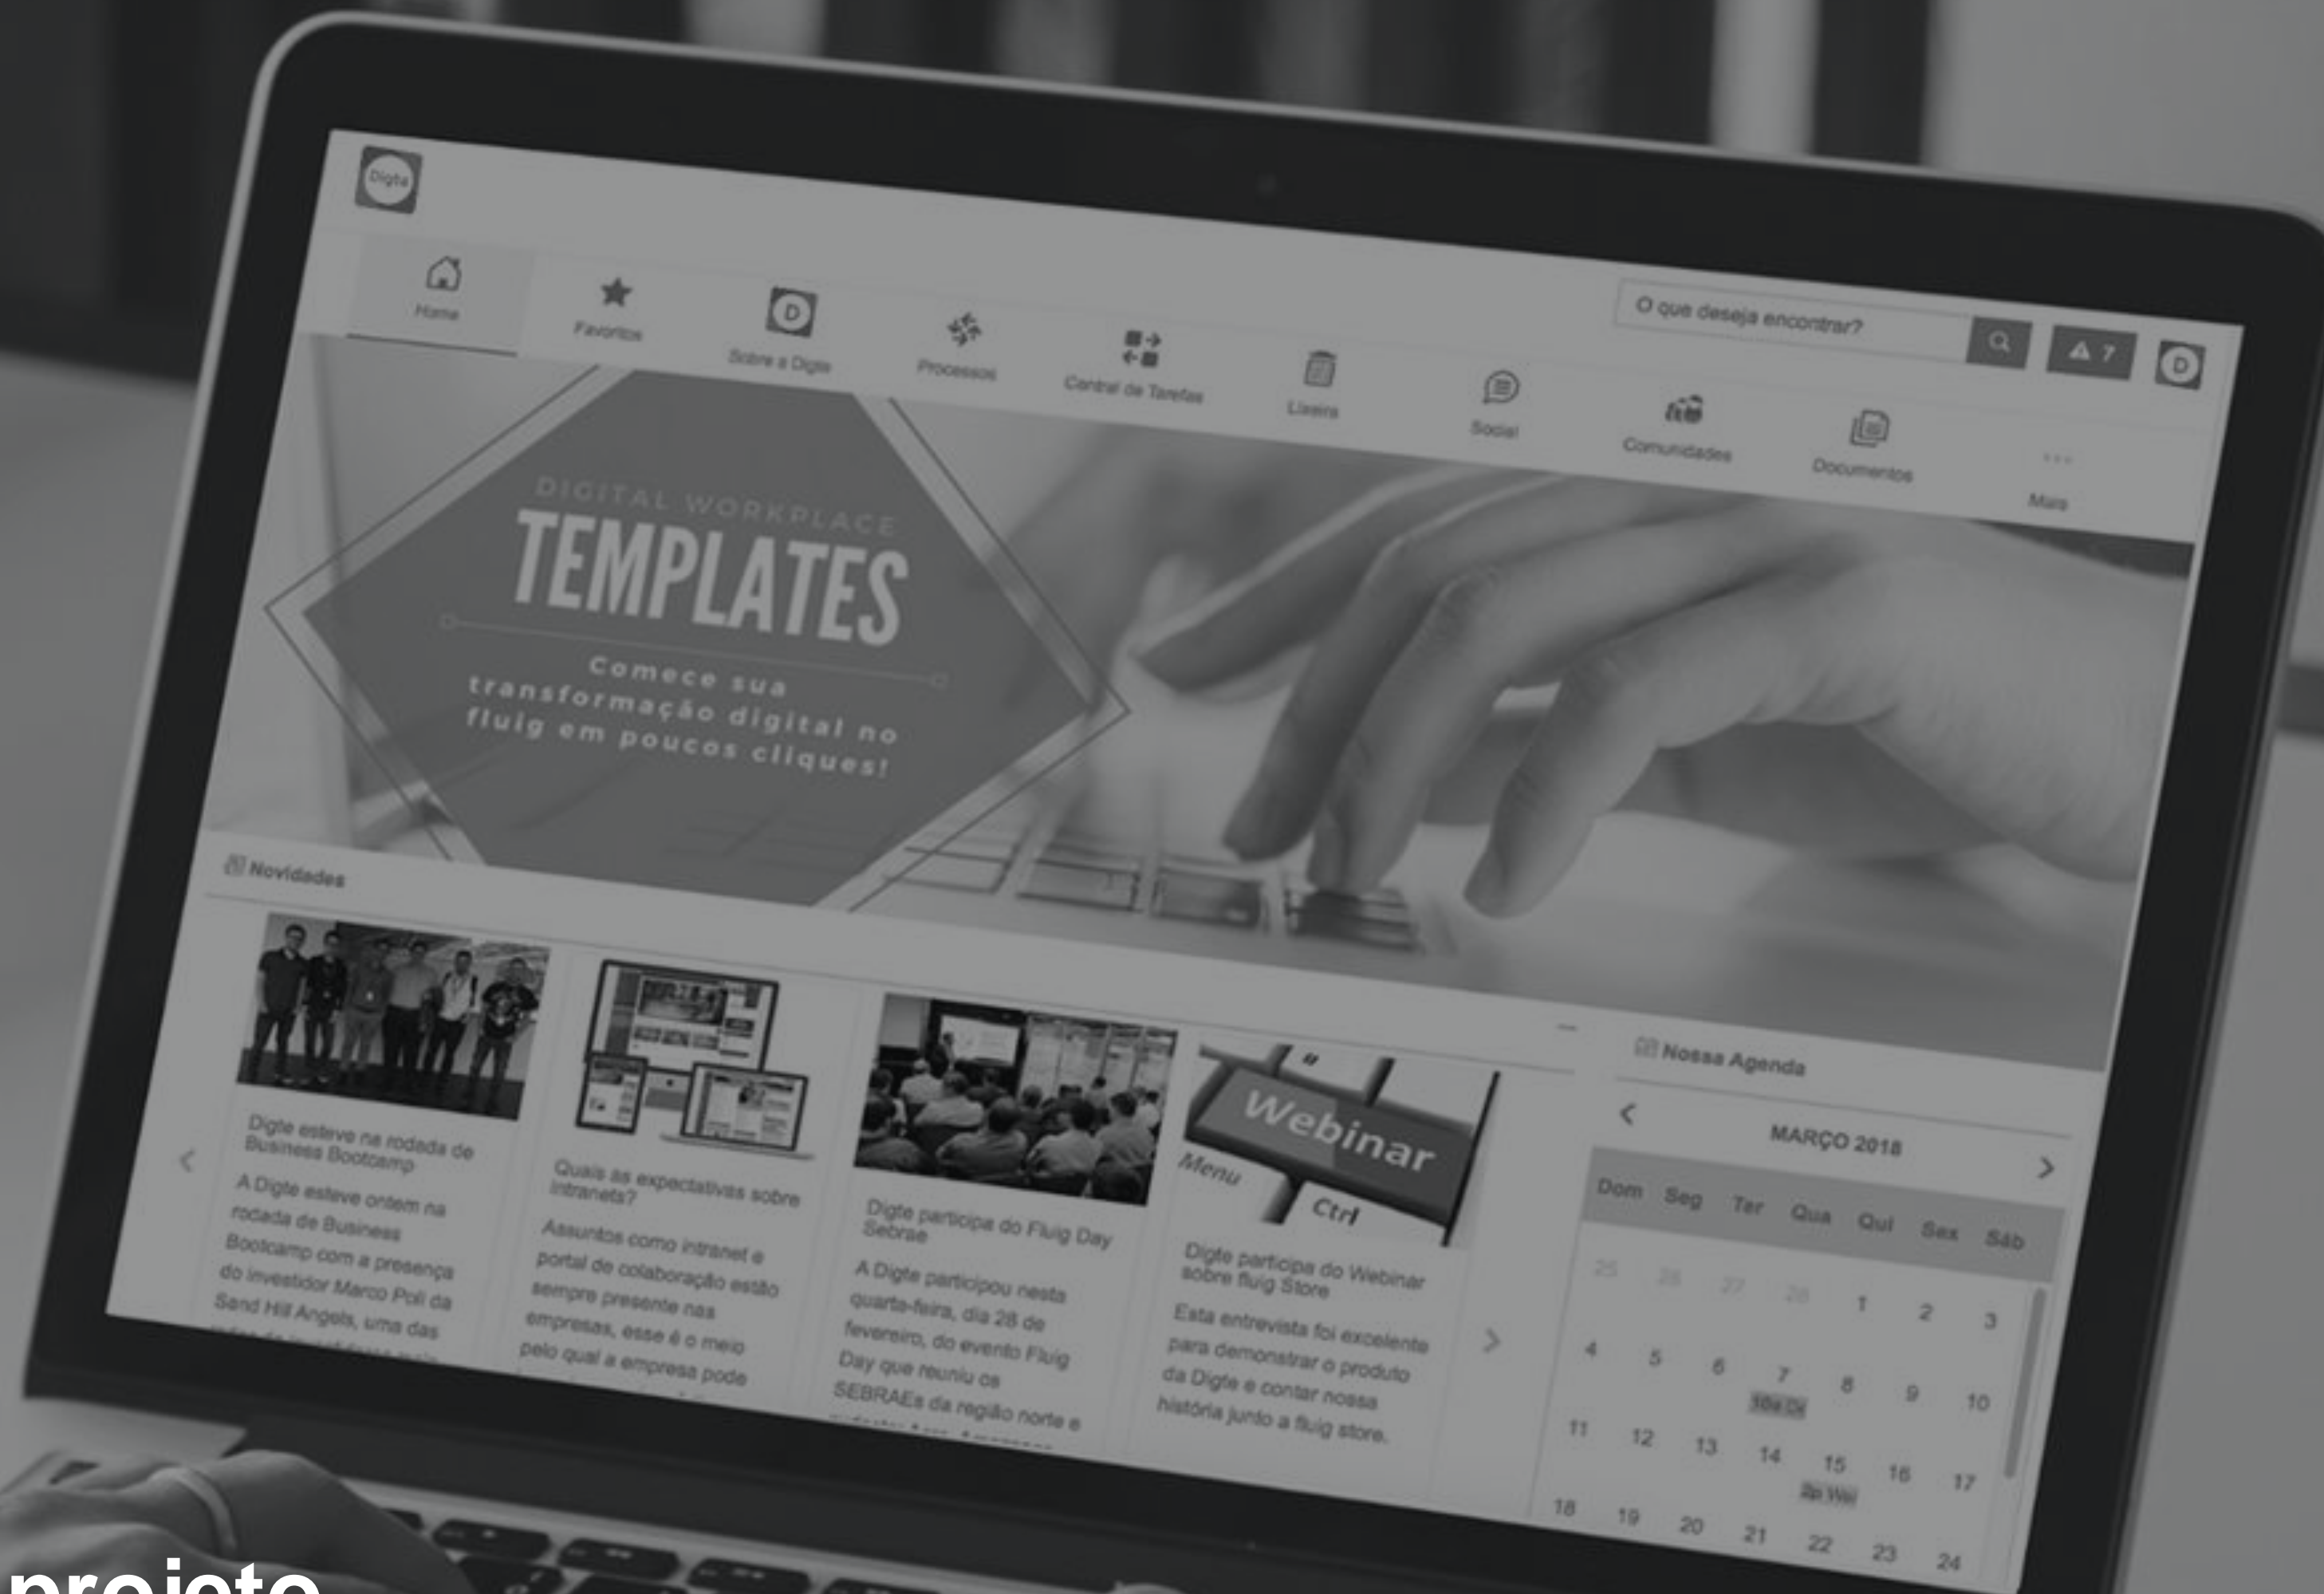 Digte
O que deseja encontrar?
7
D
Home
Favoritos
D
Sobre a Digte
Processos
Central de Tarefas
Lixeira
Social
Comunidades
Documentos
Mais
DIGITAL WORKPLACE
TEMPLATES
Comece sua
transformação digital no
fluig em poucos cliques!
Novidades
Digte esteve na rodada de
Business Bootcamp
A Digte esteve ontem na
rodada de Business
Bootcamp com a presença
do investidor Marco Poli da
Sand Hill Angels, uma das
Quais as expectativas sobre
Intranets?
Assuntos como intranet e
portal de colaboração estão
sempre presente nas
empresas, esse é o meio
pelo qual a empresa pode
Digte participa do Fluig Day
Sebrae
A Digte participou nesta
quarta-feira, dia 28 de
fevereiro, do evento Fluig
Day que reuniu os
SEBRAEs da região norte e
Webinar
Menu
Ctrl
Digte participa do Webinar
sobre fluig Store
Esta entrevista foi excelente
para demonstrar o produto
da Digte e contar nossa
história junto a fluig store.
Nossa Agenda
MARÇO 2018
Dom Seg Ter Qua Qui Sex Sáb
25 26 27 28 1 2 3
4 5 6 7 8 9 10
11 12 13 14 15 16 17
18 19 20 21 22 23 24
projeto